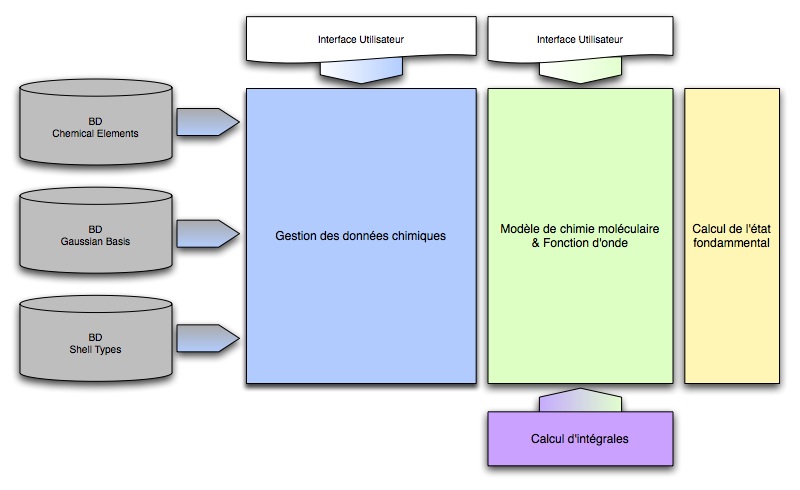 Interface Utilisateur
Interface Utilisateur
BD
Chemical Elements
BD
Gaussian Basis
BD
Shell Types
Gestion des données chimiques
Modèle de chimie moléculaire
& Fonction d'onde
Calcul de l'état
fondammental
Calcul d'intégrales